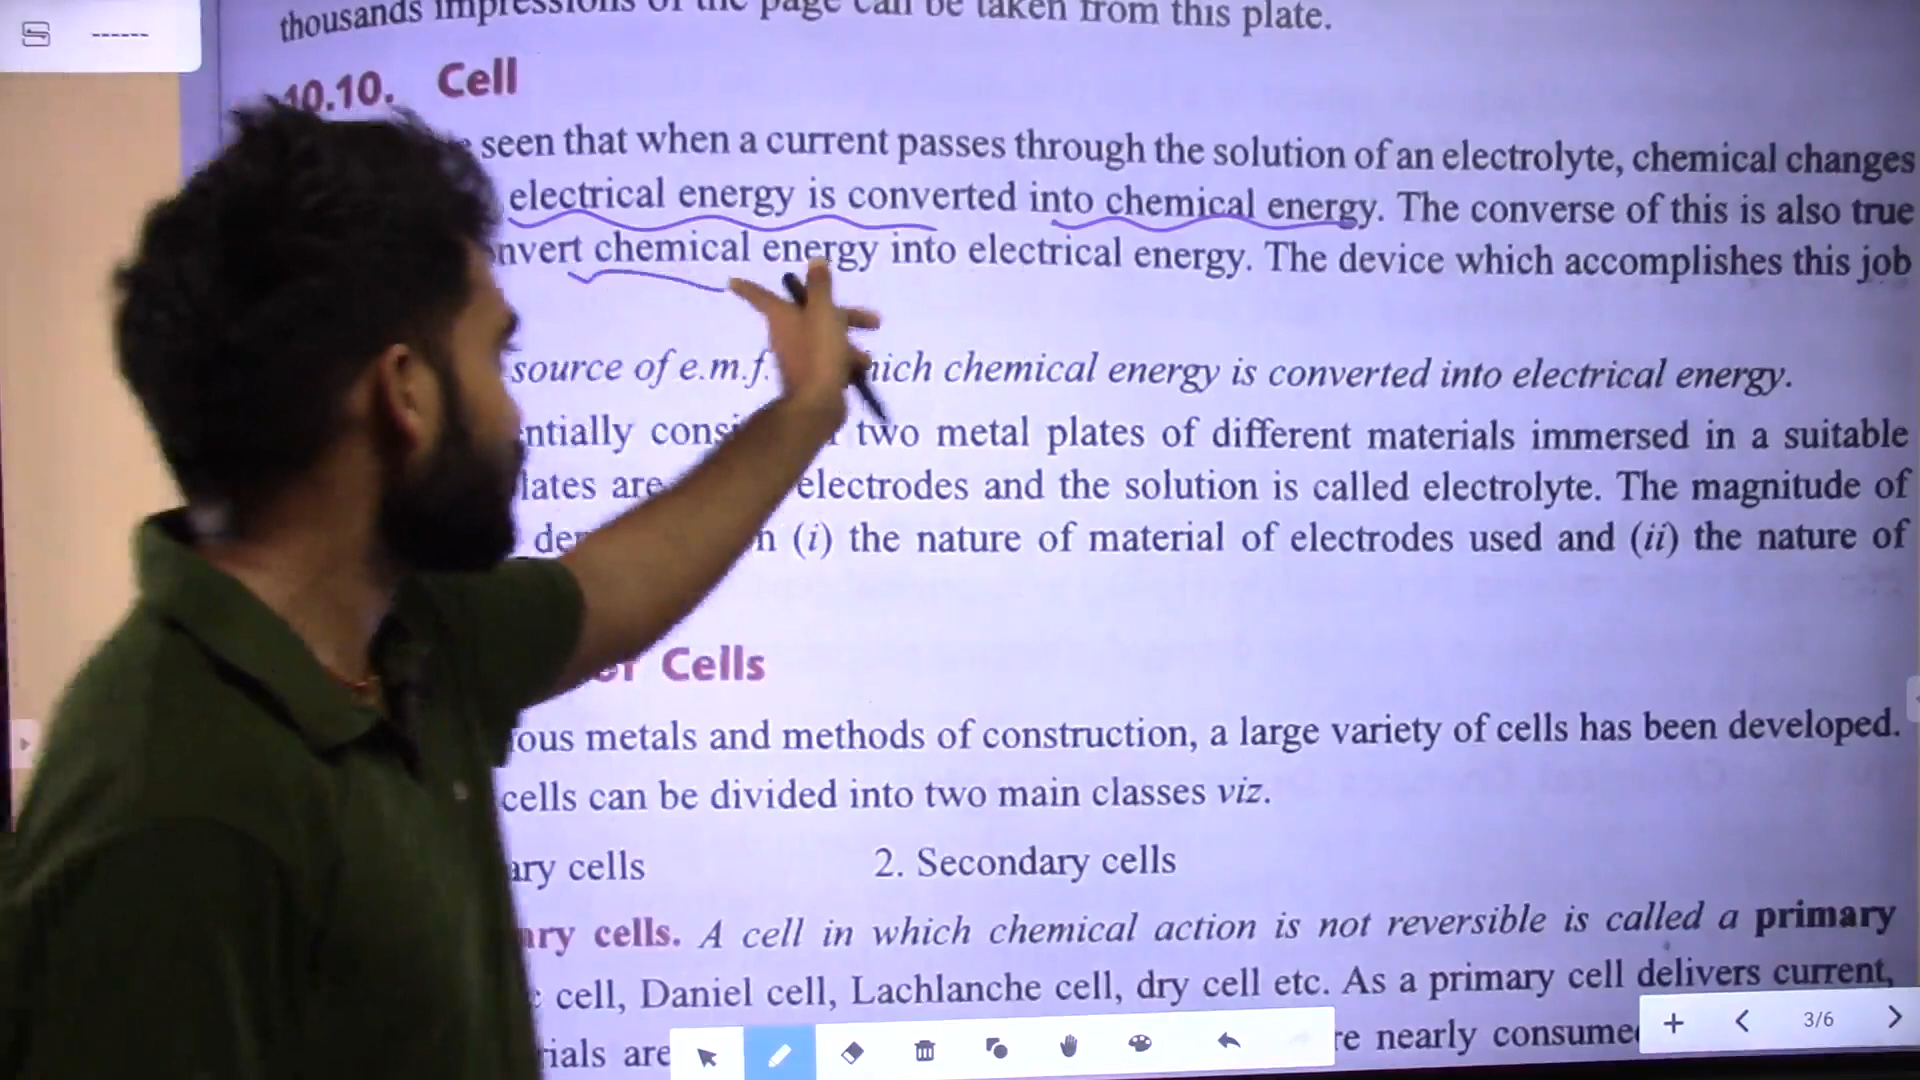 thousands impressions of the page can be taken from this plate.
10.10. Cell
seen that when a current passes through the solution of an electrolyte, chemical changes
electrical energy is converted into chemical energy. The converse of this is also true
nvert chemical energy into electrical energy. The device which accomplishes this job
source of e.m.f. hich chemical energy is converted into electrical energy.
ntially consi two metal plates of different materials immersed in a suitable
lates are electrodes and the solution is called electrolyte. The magnitude of
de n (i) the nature of material of electrodes used and (ii) the nature of
of Cells
ous metals and methods of construction, a large variety of cells has been developed.
cells can be divided into two main classes viz.
ary cells 2. Secondary cells
ary cells. A cell in which chemical action is not reversible is called a primary
cell, Daniel cell, Lachlanche cell, dry cell etc. As a primary cell delivers current,
rials are re nearly consume
3/6